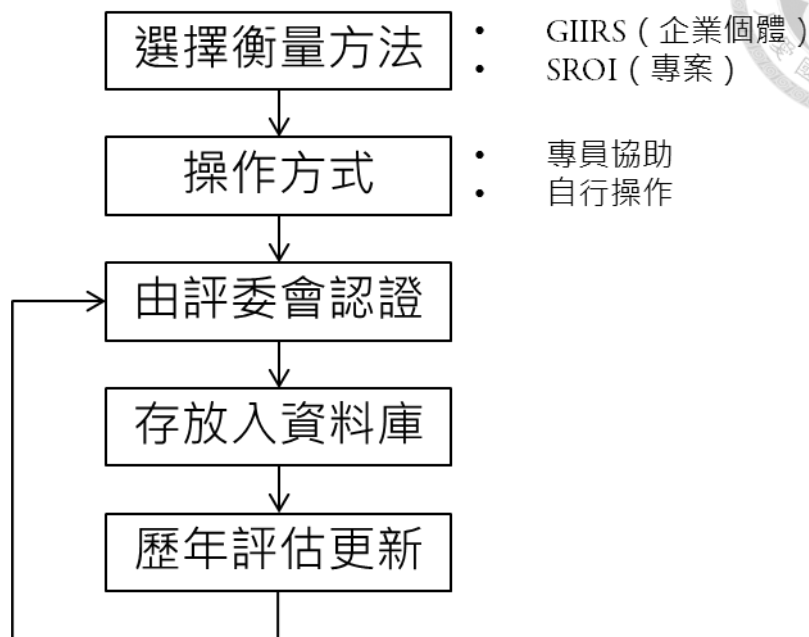 選擇衡量方法
• GIIRS（企業個體）
• SROI（專案）
操作方式
• 專員協助
• 自行操作
由評委會認證
存放入資料庫
歷年評估更新